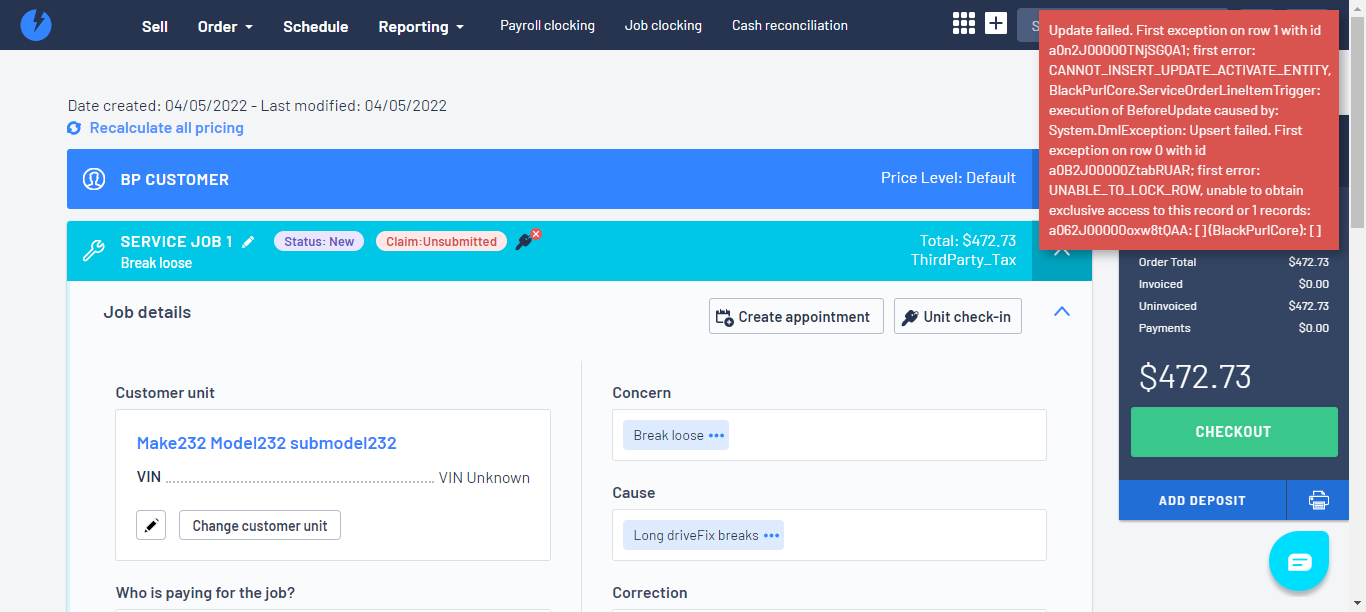 Sell
Order
Schedule
Reporting
Payroll clocking
Job clocking
Cash reconciliation
Update failed. First exception on row 1 with id
a0n2J00000TNjSGQA1; first error:
CANNOT_INSERT_UPDATE_ACTIVATE_ENTITY,
BlackPurlCore.ServiceOrderLineItemTrigger:
execution of BeforeUpdate caused by:
System.DmlException: Upsert failed. First
exception on row 0 with id
a0B2J00000ZtabRUAR; first error:
UNABLE_TO_LOCK_ROW, unable to obtain
exclusive access to this record or 1 records:
a062J00000oxw8tQAA: [ ](BlackPurlCore): [ ]
Date created: 04/05/2022 - Last modified: 04/05/2022
Recalculate all pricing
BP CUSTOMER
Price Level: Default
SERVICE JOB 1
Status: New
Claim:Unsubmitted
Break loose
Total: $472.73
ThirdParty_Tax
Order Total $472.73
Invoiced $0.00
Uninvoiced $472.73
Payments $0.00
$472.73
CHECKOUT
ADD DEPOSIT
Job details
Create appointment
Unit check-in
Customer unit
Make232 Model232 submodel232
VIN VIN Unknown
Change customer unit
Who is paying for the job?
Concern
Break loose
Cause
Long driveFix breaks
Correction